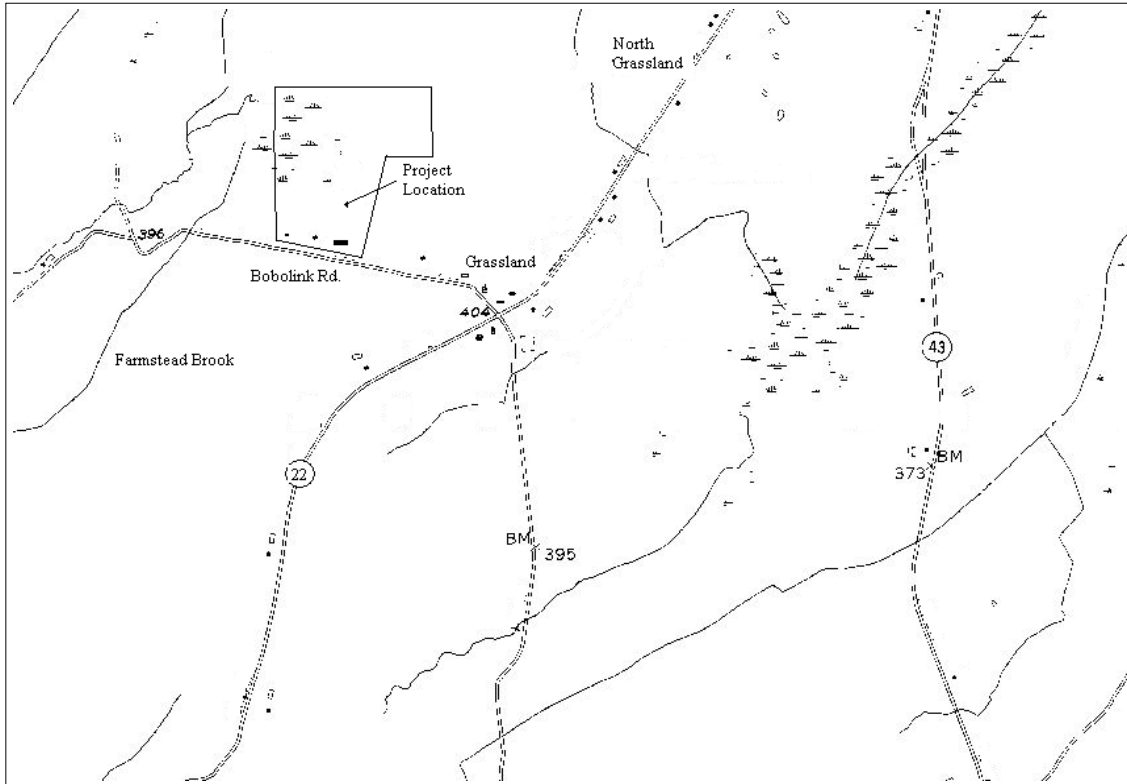 North
Grassland
Project
Location
396
Grassland
Bobolink Rd.
404
43
Farmstead Brook
22
BM
373
BM
395